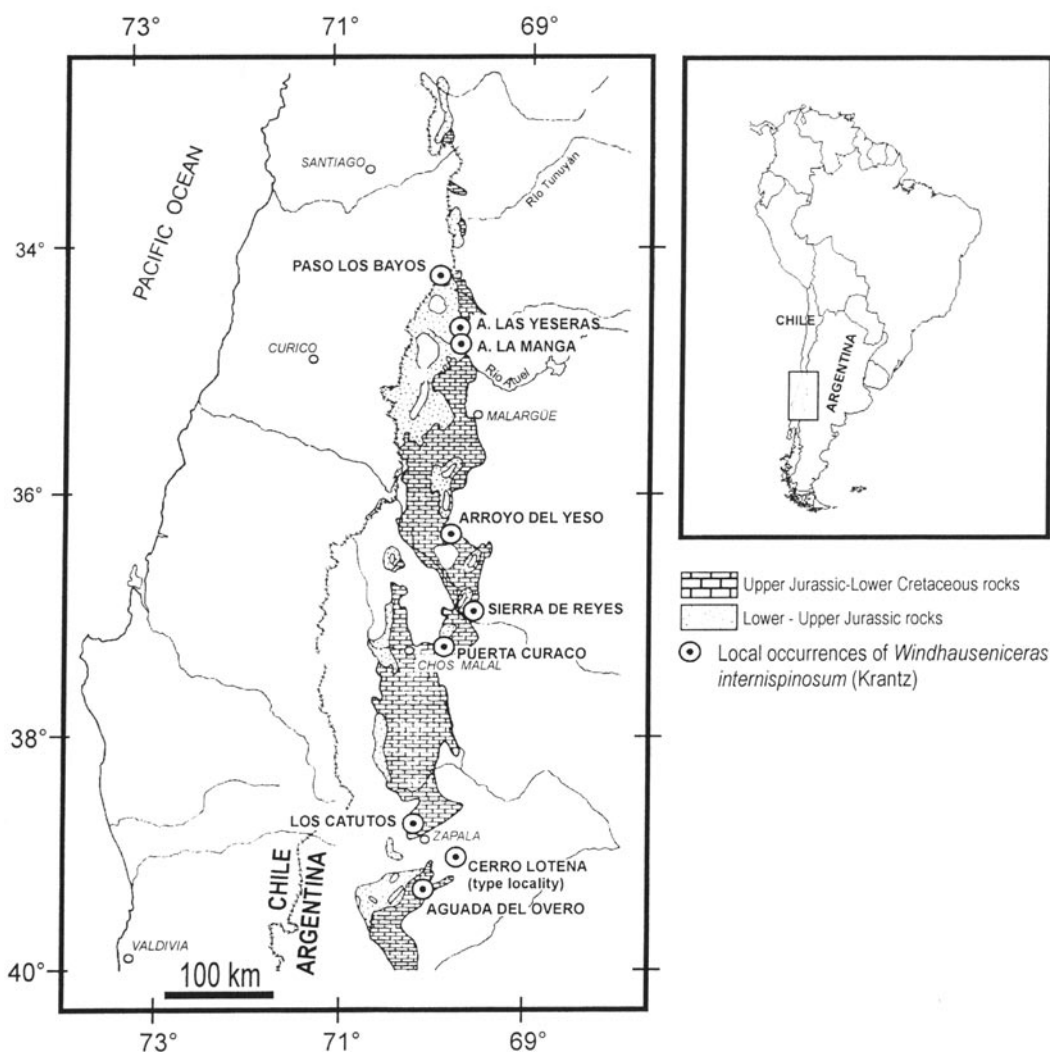 73°
71°
69°
PACIFIC OCEAN
SANTIAGO
Río Tunuyán
34°
PASO LOS BAYOS
A. LAS YESERAS
A. LA MANGA
CURICO
Río Atuel
MALARGÜE
36°
ARROYO DEL YESO
SIERRA DE REYES
PUERTA CURACO
CHOS MALAL
38°
LOS CATUTOS
ZAPALA
CERRO LOTENA
(type locality)
AGUADA DEL OVERO
CHILE
ARGENTINA
VALDIVIA
40°
100 km
73°
71°
69°
CHILE
ARGENTINA
Upper Jurassic-Lower Cretaceous rocks
Lower - Upper Jurassic rocks
Local occurrences of Windhauseniceras
internispinosum (Krantz)